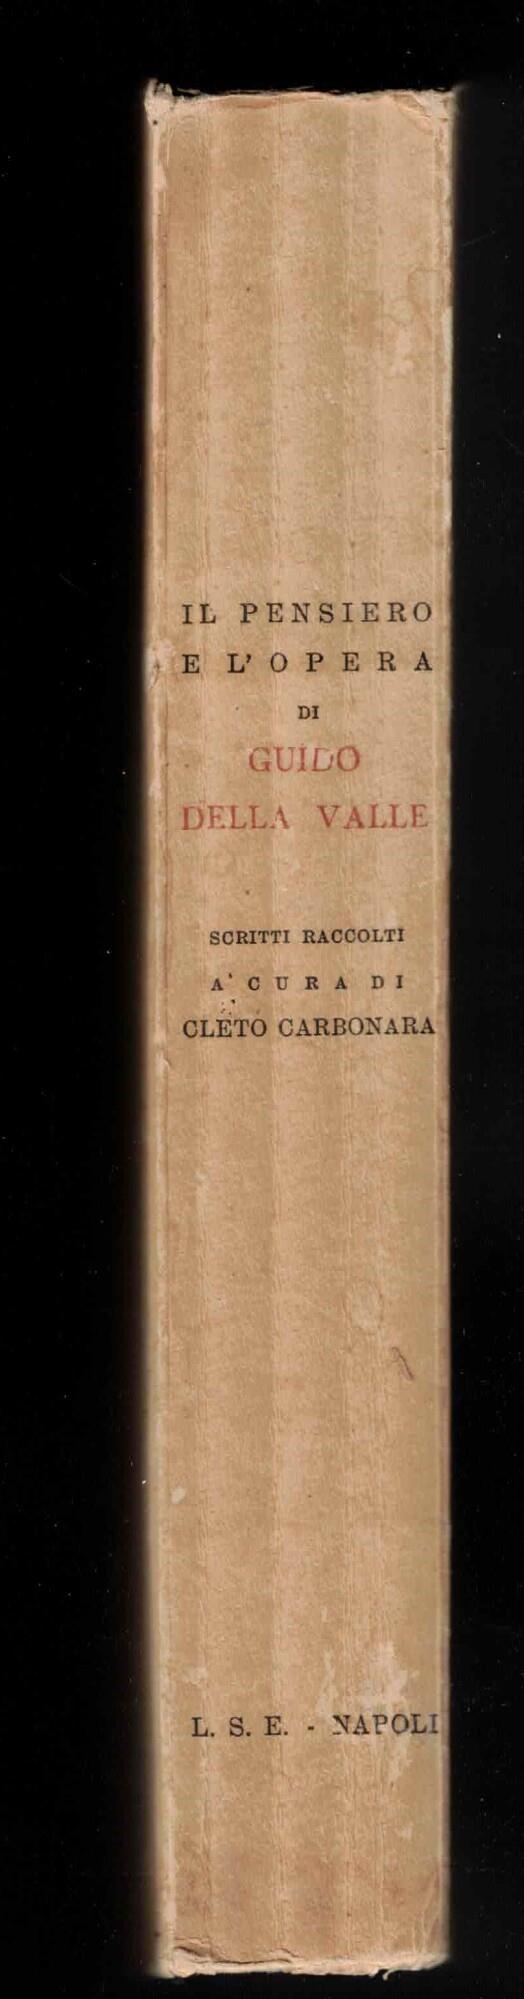 IL PENSIERO
E L'OPERA
DI
GUIDO
DELLA VALLE
SCRITTI RACCOLTI
A CURA DI
CLETO CARBONARA
L. S. E. - NAPOLI